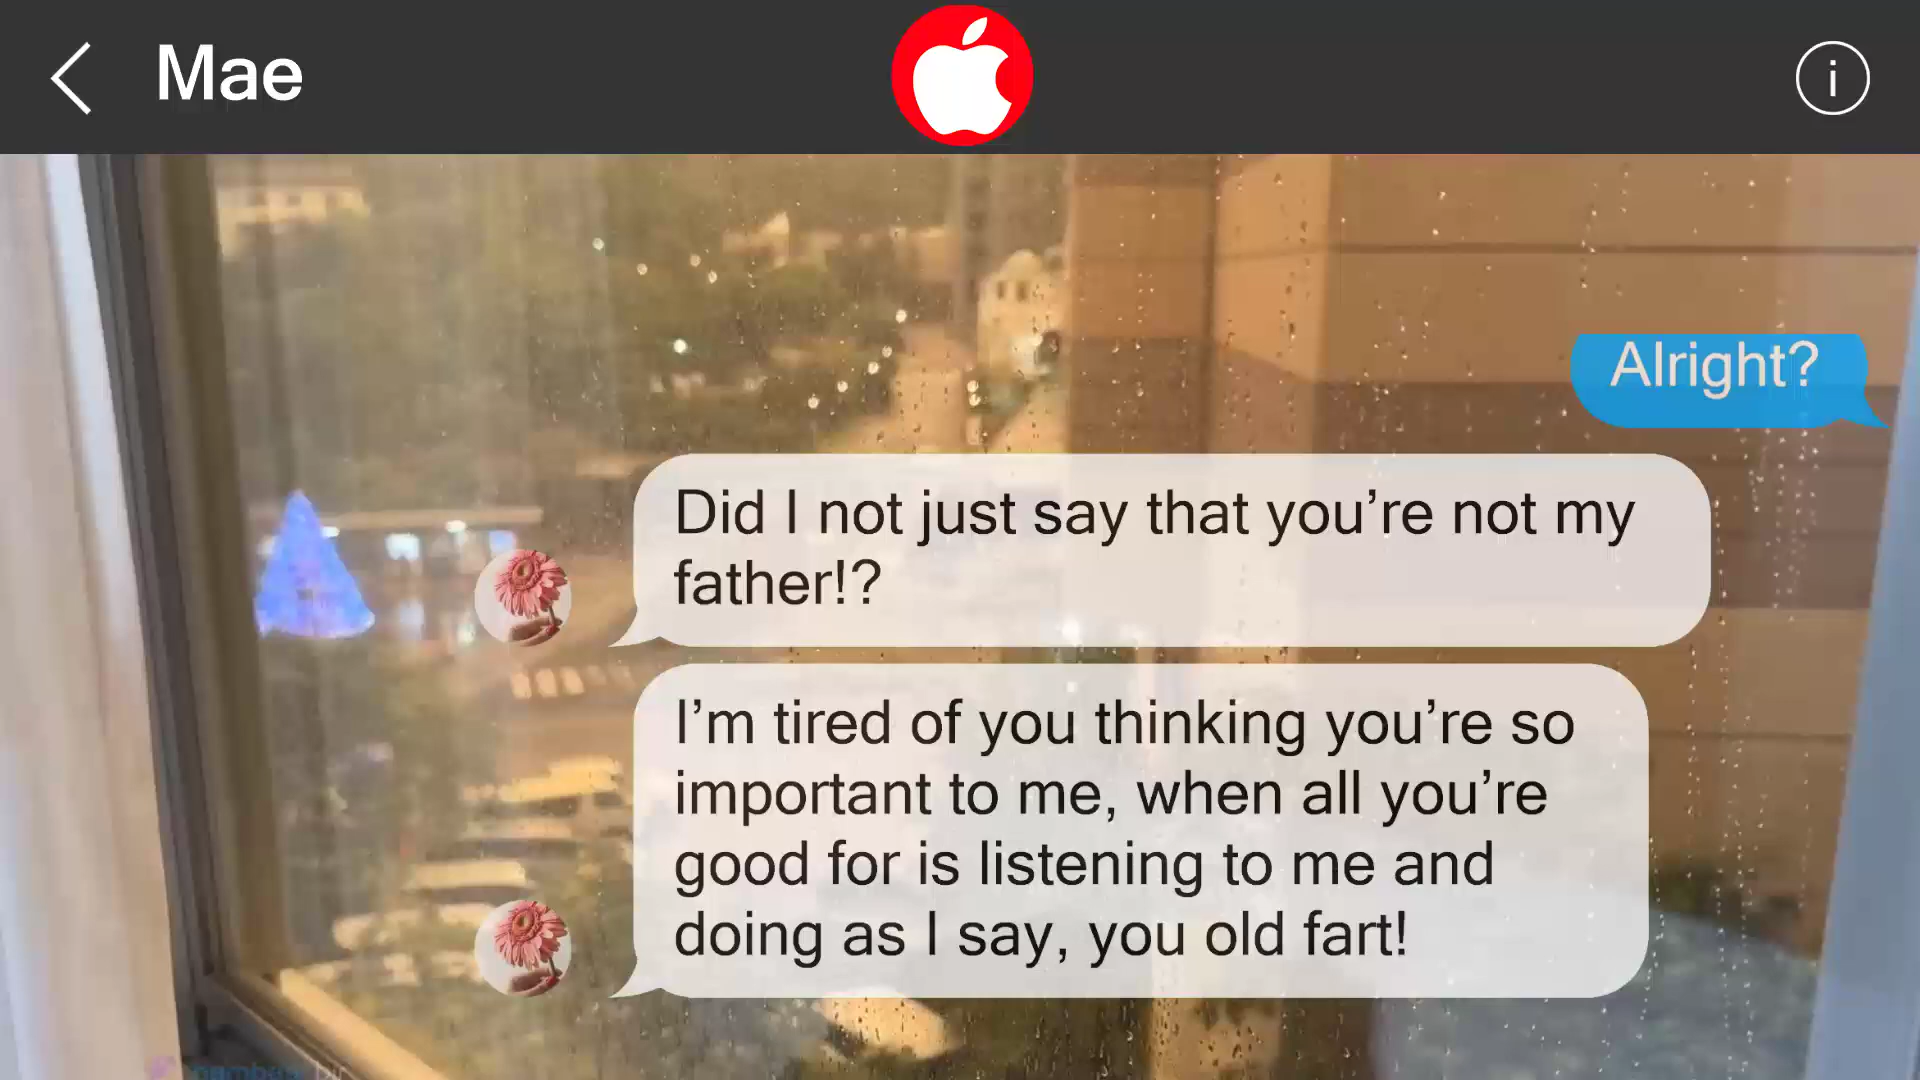 Mae
i
Alright?
Did I not just say that you’re not my
father!?
I’m tired of you thinking you’re so
important to me, when all you’re
good for is listening to me and
doing as I say, you old fart!